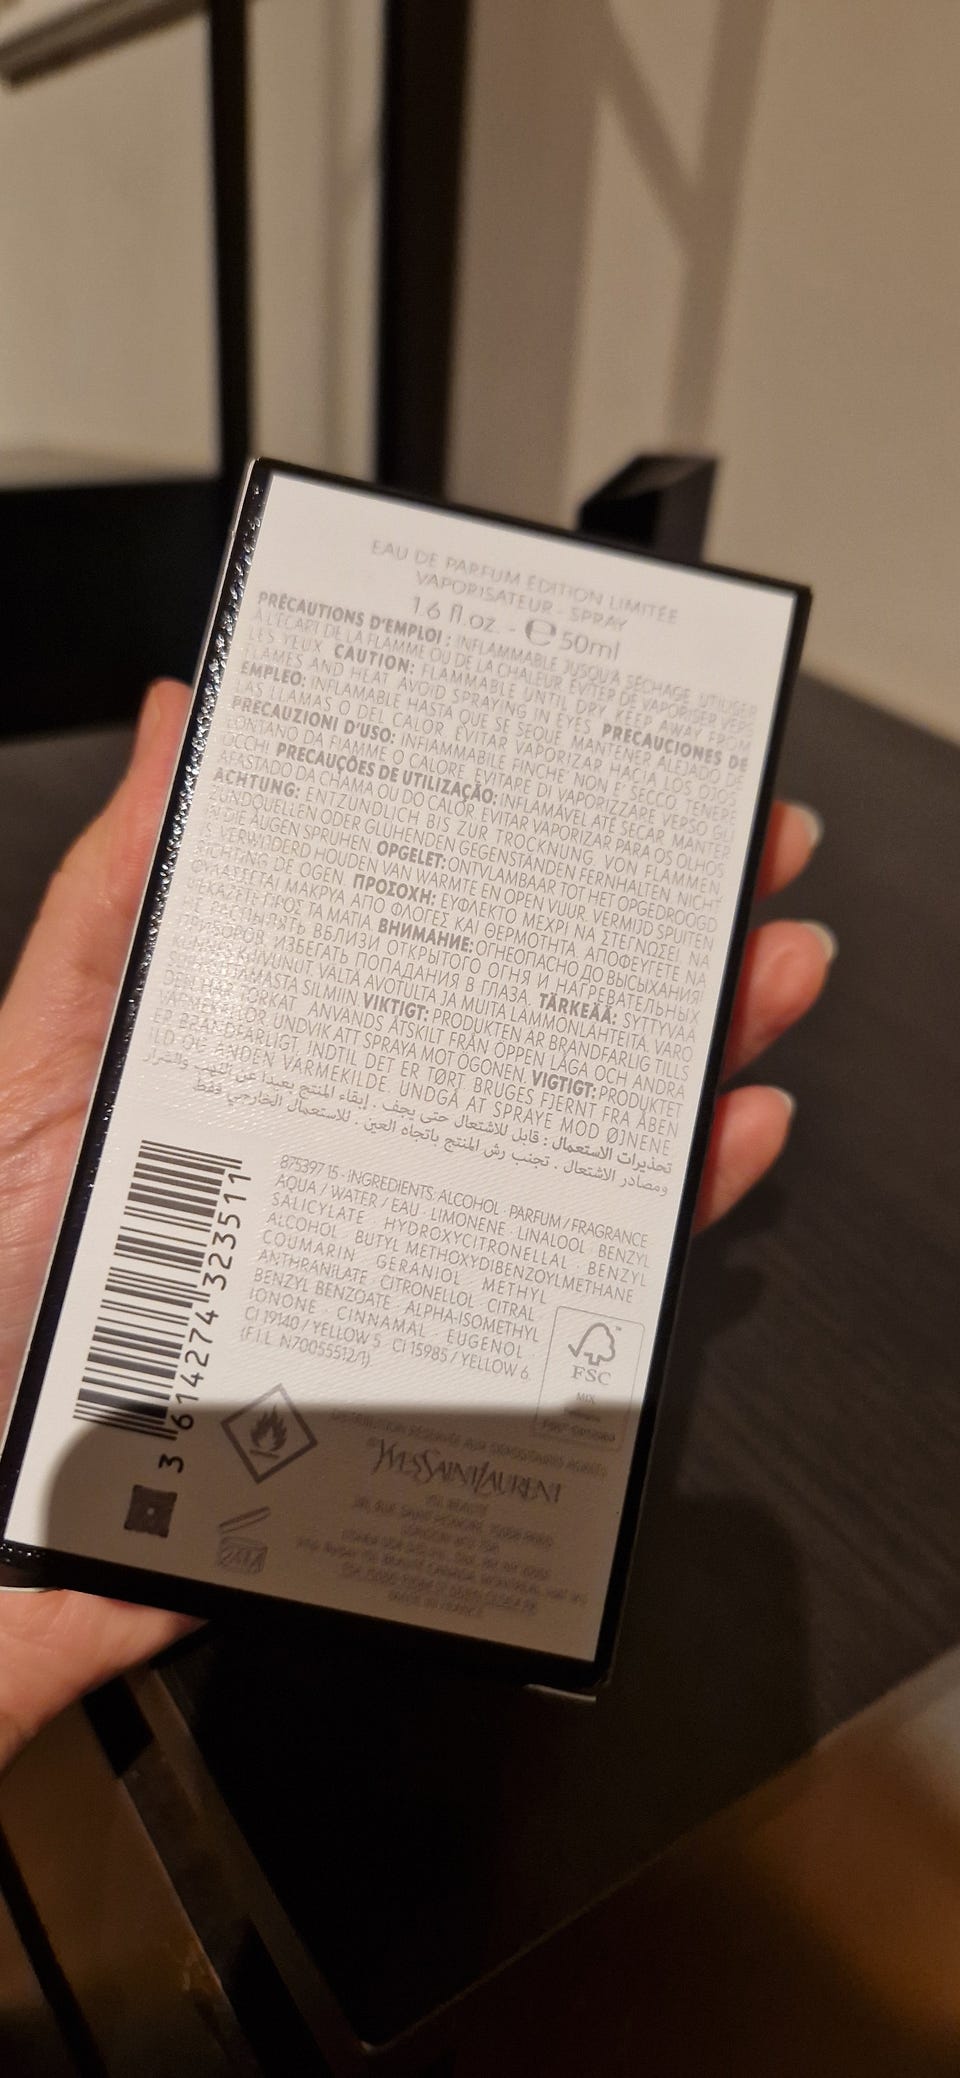 EAU DE PARFUM ÉDITION LIMITÉE
VAPORISATEUR - SPRAY
1.6 fl.oz. - ℮ 50ml
PRÉCAUTIONS D'EMPLOI : INFLAMMABLE JUSQU'À SÉCHAGE. UTILISER
À L'ÉCART DE LA FLAMME OU DE LA CHALEUR. ÉVITER DE VAPORISER VERS
LES YEUX. CAUTION: FLAMMABLE UNTIL DRY. KEEP AWAY FROM
FLAMES AND HEAT. AVOID SPRAYING IN EYES. PRECAUCIONES DE
EMPLEO: INFLAMABLE HASTA QUE SE SEQUE. MANTENER ALEJADO DE
LAS LLAMAS O DEL CALOR. EVITAR VAPORIZAR HACIA LOS OJOS.
PRECAUZIONI D'USO: INFIAMMABILE FINCHÉ NON È SECCO. TENERE
LONTANO DA FIAMME O CALORE. EVITARE DI VAPORIZZARE VERSO GLI
OCCHI. PRECAUÇÕES DE UTILIZAÇÃO: INFLAMÁVEL ATÉ SECAR. MANTER
AFASTADO DA CHAMA OU DO CALOR. EVITAR VAPORIZAR PARA OS OLHOS.
ACHTUNG: ENTZÜNDLICH BIS ZUR TROCKNUNG. VON FLAMMEN,
ZÜNDQUELLEN ODER GLÜHENDEN GEGENSTÄNDEN FERNHALTEN. NICHT
IN DIE AUGEN SPRÜHEN. OPGELET: ONTVLAMBAAR TOT HET OPGEDROOGD
IS. VERWIJDERD HOUDEN VAN WARMTE EN OPEN VUUR. VERMIJD SPUITEN
RICHTING DE OGEN. ΠΡΟΣΟΧΗ: ΕΥΦΛΕΚΤΟ ΜΕΧΡΙ ΝΑ ΣΤΕΓΝΩΣΕΙ. ΝΑ
ΦΥΛΑΣΣΕΤΑΙ ΜΑΚΡΥΑ ΑΠΟ ΦΛΟΓΕΣ ΚΑΙ ΘΕΡΜΟΤΗΤΑ. ΑΠΟΦΕΥΓΕΤΕ ΝΑ
ΨΕΚΑΖΕΤΕ ΠΡΟΣ ΤΑ ΜΑΤΙΑ. ВНИМАНИЕ: ОГНЕОПАСНО ДО ВЫСЫХАНИЯ!
НЕ РАСПЫЛЯТЬ ВБЛИЗИ ОТКРЫТОГО ОГНЯ И НАГРЕВАТЕЛЬНЫХ
ПРИБОРОВ. ИЗБЕГАТЬ ПОПАДАНИЯ В ГЛАЗА. TÄRKEÄÄ: SYTTYVÄÄ
KUNNES KUIVUNUT. VÄLTÄ AVOTULTA JA MUITA LÄMMONLÄHTEITÄ. VARO
SUIHKUTTAMASTA SILMIIN. VIKTIGT: PRODUKTEN ÄR BRANDFARLIG TILLS
DEN HAR TORKAT. ANVÄNDS ÅTSKILT FRÅN ÖPPEN LÅGA OCH ANDRA
VÄRMEKÄLLOR. UNDVIK ATT SPRAYA MOT ÖGONEN. VIGTIGT: PRODUKTET
ER BRANDFARLIGT, INDTIL DET ER TØRT. BRUGES FJERNT FRA ÅBEN
ILD OG ANDEN VARMEKILDE. UNDGÅ AT SPRAYE MOD ØJNENE.
تحذيرات الاستعمال : قابل للاشتعال حتى يجف . إبقاء المنتج بعيدا عن اللهب والشرار
ومصادر الاشتعال . تجنب رش المنتج باتجاه العين . للاستعمال الخارجي فقط
3 614274 323511
8753971 5 - INGREDIENTS: ALCOHOL · PARFUM / FRAGRANCE
AQUA / WATER / EAU · LIMONENE · LINALOOL · BENZYL
SALICYLATE · HYDROXYCITRONELLAL · BENZYL
ALCOHOL · BUTYL METHOXYDIBENZOYLMETHANE
COUMARIN · GERANIOL · METHYL
ANTHRANILATE · CITRONELLOL · CITRAL
BENZYL BENZOATE · ALPHA-ISOMETHYL
IONONE · CINNAMAL · EUGENOL ·
CI 19140 / YELLOW 5 · CI 15985 / YELLOW 6.
(F.I.L. N70055512/1)
FSC
MIX
24M
YVES SAINT LAURENT
YSL BEAUTÉ
MADE IN FRANCE